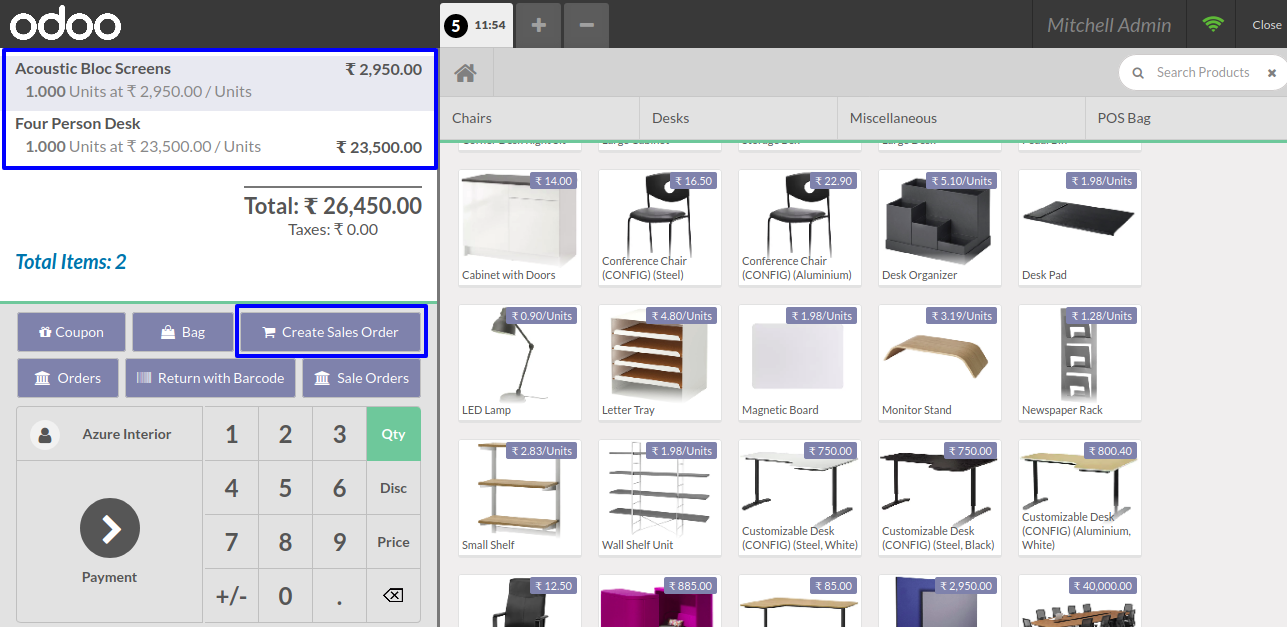 odoo
5 11:54
Mitchell Admin
Close
Acoustic Bloc Screens ₹ 2,950.00
1.000 Units at ₹ 2,950.00 / Units
Four Person Desk
1.000 Units at ₹ 23,500.00 / Units ₹ 23,500.00
Total: ₹ 26,450.00
Taxes: ₹ 0.00
Total Items: 2
Coupon Bag Create Sales Order
Orders Return with Barcode Sale Orders
Azure Interior
Payment
1 2 3 Qty
4 5 6 Disc
7 8 9 Price
+/- 0 .
Search Products
Chairs Desks Miscellaneous POS Bag
₹ 14.00
Cabinet with Doors
₹ 16.50
Conference Chair
(CONFIG) (Steel)
₹ 22.90
Conference Chair
(CONFIG) (Aluminium)
₹ 5.10/Units
Desk Organizer
₹ 1.98/Units
Desk Pad
₹ 0.90/Units
LED Lamp
₹ 4.80/Units
Letter Tray
₹ 1.98/Units
Magnetic Board
₹ 3.19/Units
Monitor Stand
₹ 1.28/Units
Newspaper Rack
₹ 2.83/Units
Small Shelf
₹ 1.98/Units
Wall Shelf Unit
₹ 750.00
Customizable Desk
(CONFIG) (Steel, White)
₹ 750.00
Customizable Desk
(CONFIG) (Steel, Black)
₹ 800.40
Customizable Desk
(CONFIG) (Aluminium,
White)
₹ 12.50
₹ 885.00
₹ 85.00
₹ 2,950.00
₹ 40,000.00